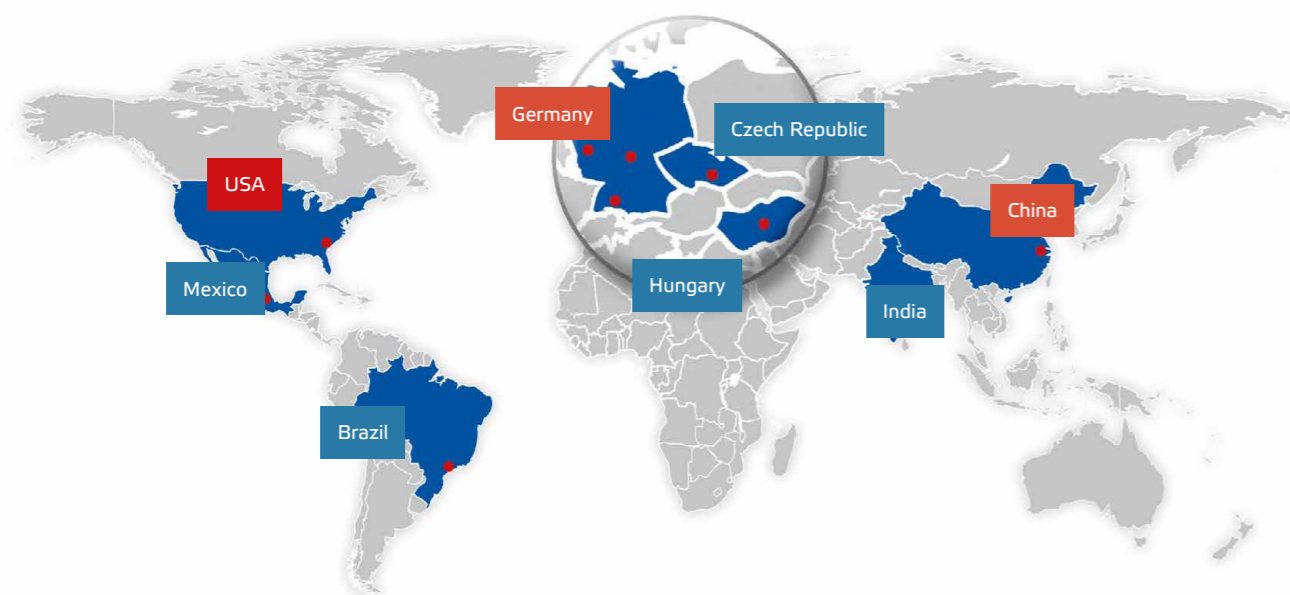 Germany
Czech Republic
USA
China
Mexico
Hungary
India
Brazil